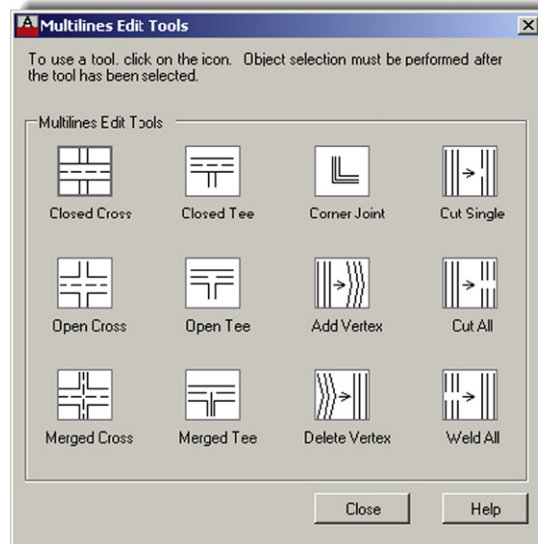 Multilines Edit Tools
To use a tool. click on the icon. Object selection must be performed after
the tool has been selected.
Multilines Edit Tools
Closed Cross Closed Tee Corner Joint Cut Single
Open Cross Open Tee Add Vertex Cut All
Merged Cross Merged Tee Delete Vertex Weld All
Close Help